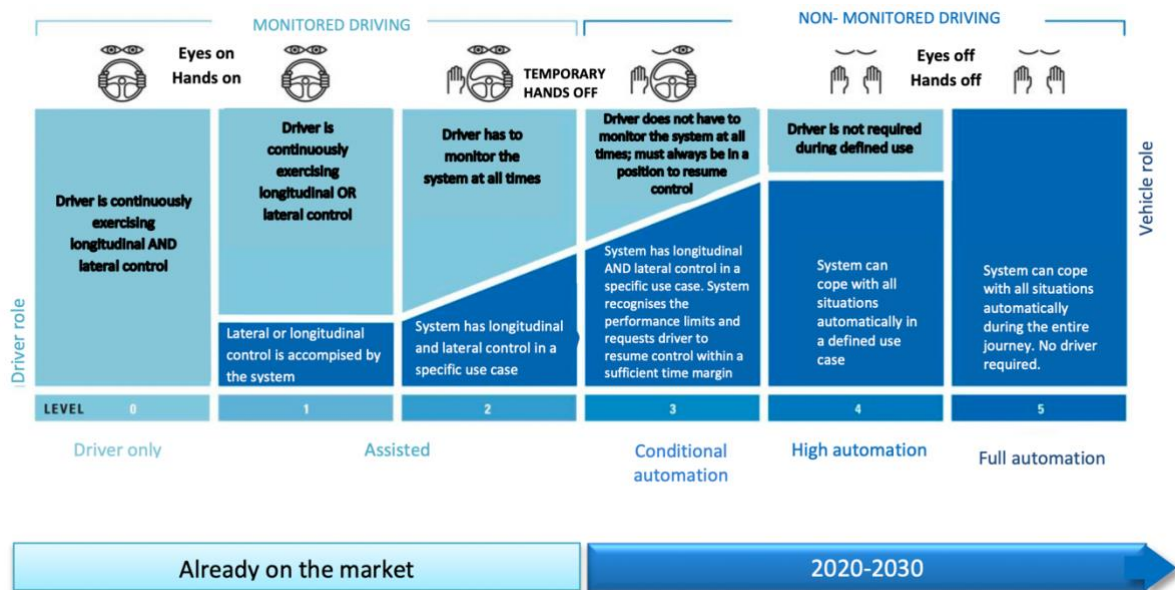 MONITORED DRIVING
NON- MONITORED DRIVING
Eyes on
Hands on
TEMPORARY
HANDS OFF
Eyes off
Hands off
Driver role
Driver is continuously
exercising
longitudinal AND
lateral control
Driver is
continuously
exercising
longitudinal OR
lateral control
Lateral or longitudinal
control is accompised by
the system
Driver has to
monitor the
system at all times
System has longitudinal
and lateral control in a
specific use case
Driver does not have to
monitor the system at all
times; must always be in a
position to resume
control
System has longitudinal
AND lateral control in a
specific use case. System
recognises the
performance limits and
requests driver to
resume control within a
sufficient time margin
Driver is not required
during defined use
System can
cope with all
situations
automatically in
a defined use
case
System can cope
with all situations
automatically
during the entire
journey. No driver
required.
Vehicle role
LEVEL 0 1 2 3 4 5
Driver only
Assisted
Conditional
automation
High automation
Full automation
Already on the market
2020-2030